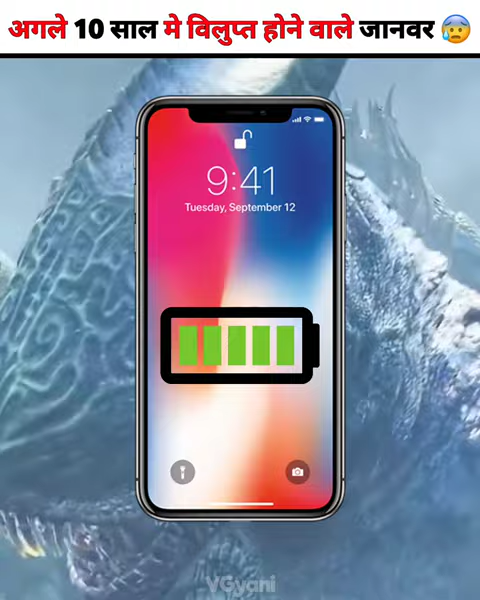 अगले 10 साल मे विलुप्त होने वाले जानवर 😰
9:41
Tuesday, September 12
VGyani